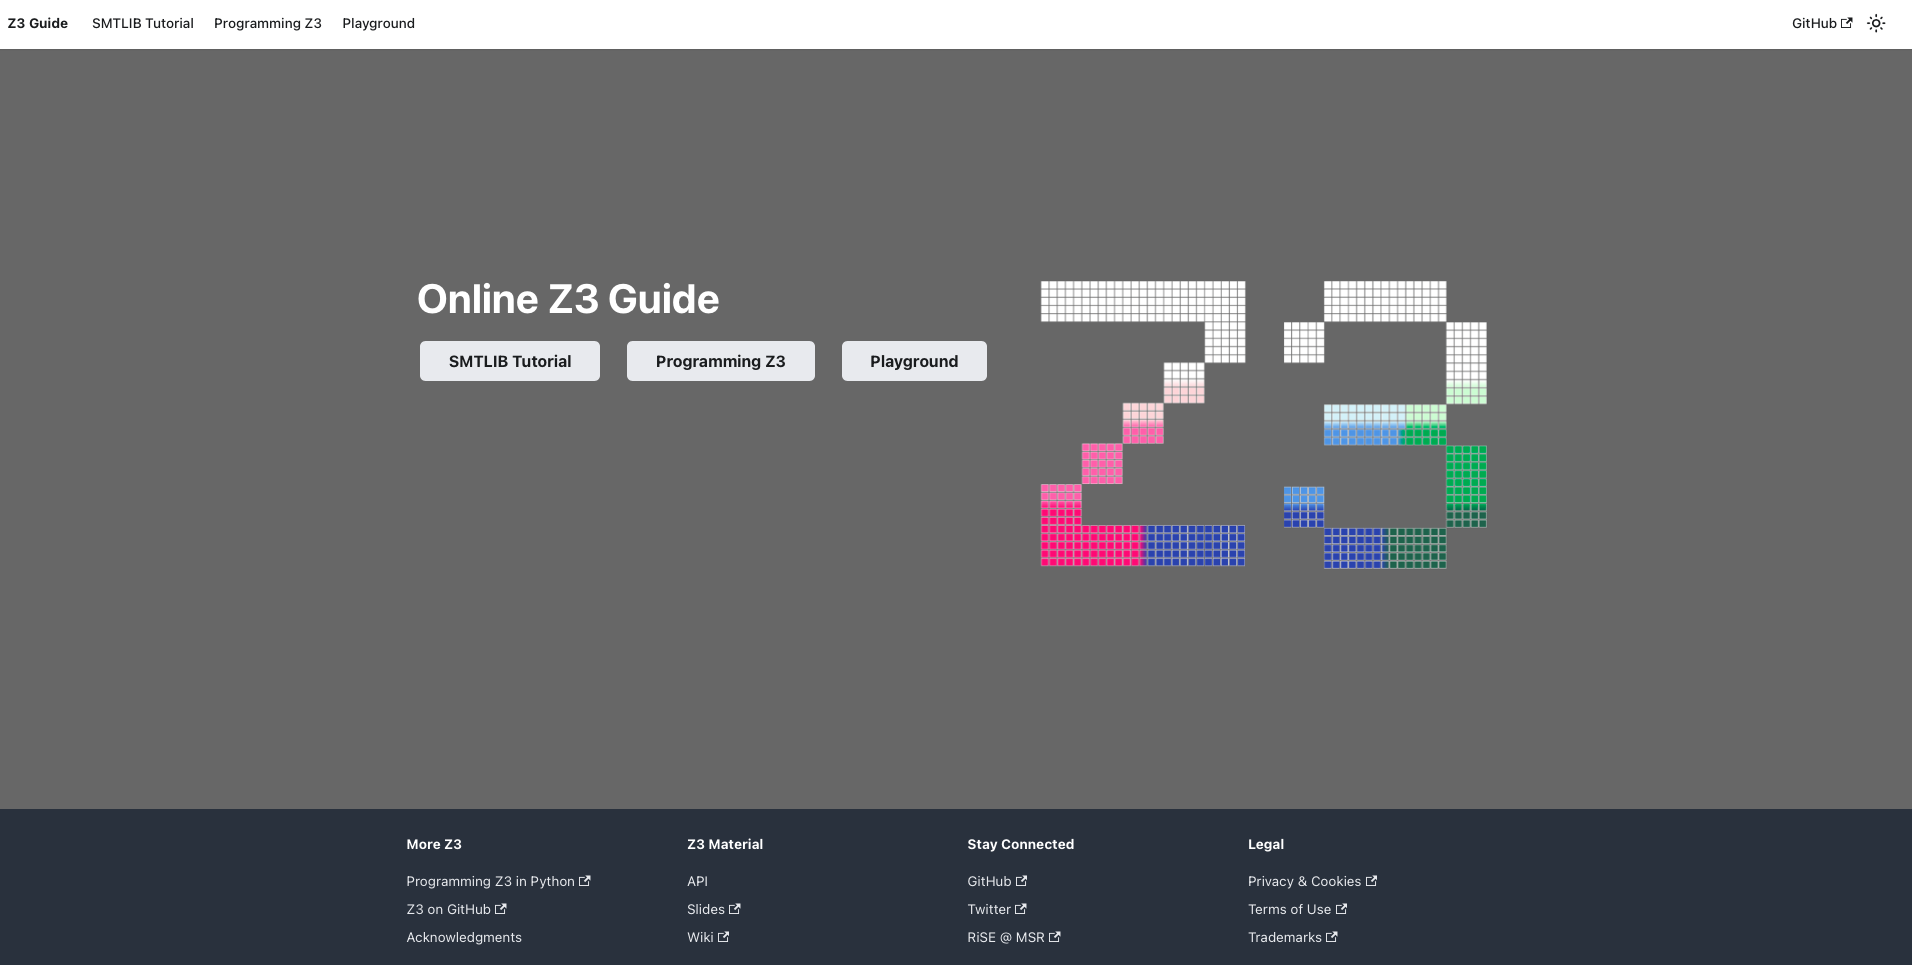 Z3 Guide SMTLIB Tutorial Programming Z3 Playground GitHub
Online Z3 Guide
SMTLIB Tutorial Programming Z3 Playground
Z3
More Z3
Programming Z3 in Python
Z3 on GitHub
Acknowledgments
Z3 Material
API
Slides
Wiki
Stay Connected
GitHub
Twitter
RiSE @ MSR
Legal
Privacy & Cookies
Terms of Use
Trademarks